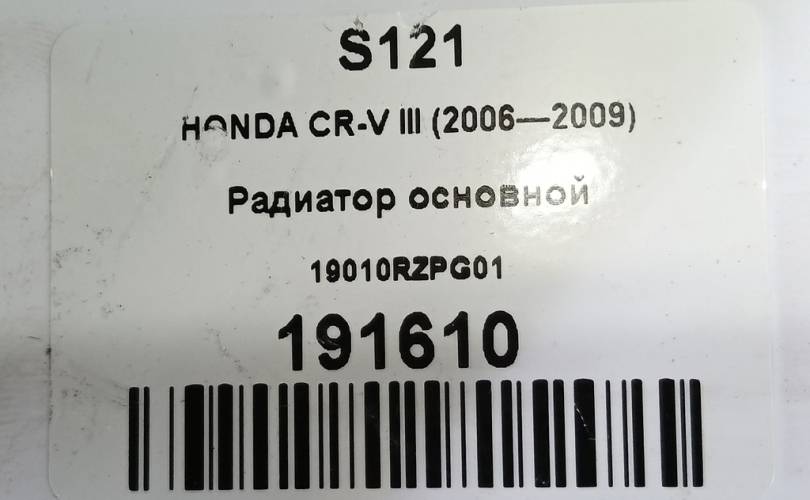 S121
HONDA CR-V III (2006—2009)
Радиатор основной
19010RZPG01
191610